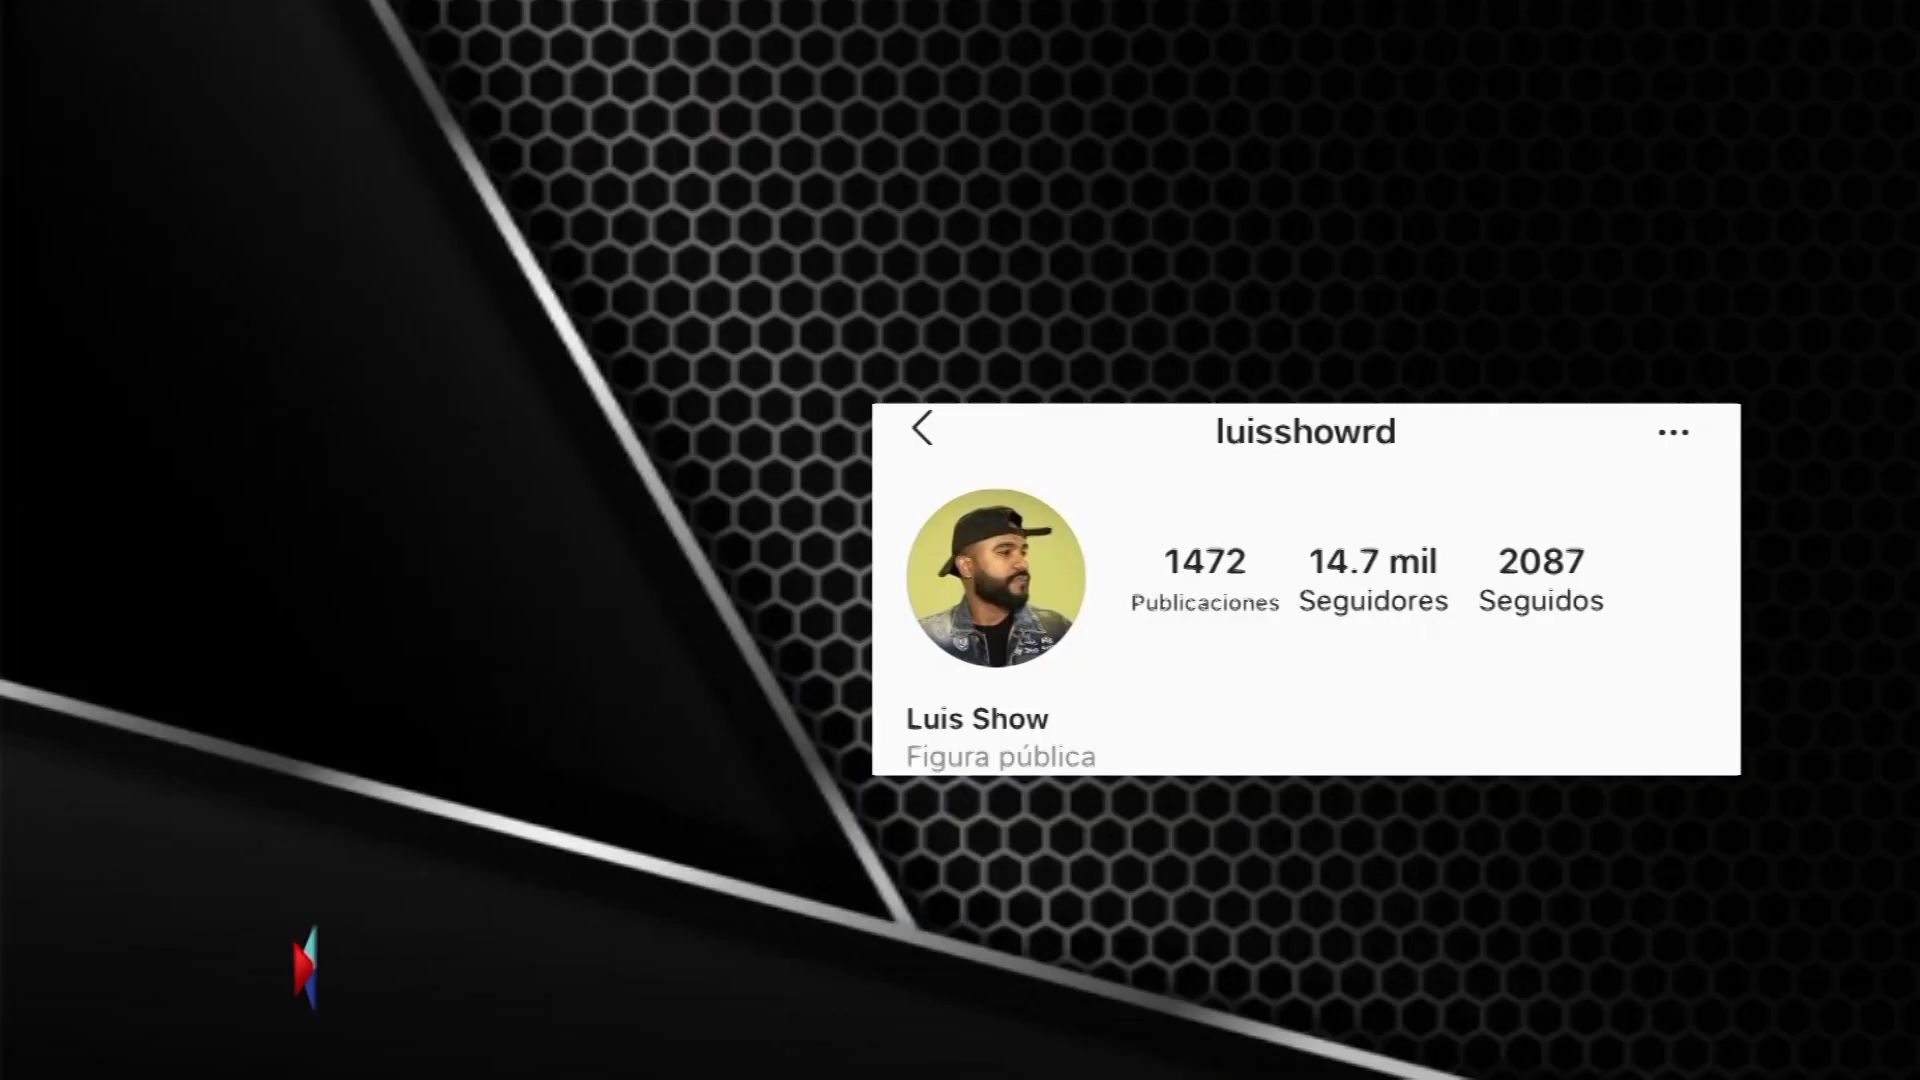 luisshowrd
1472 14.7 mil 2087
Publicaciones Seguidores Seguidos
Luis Show
Figura pública